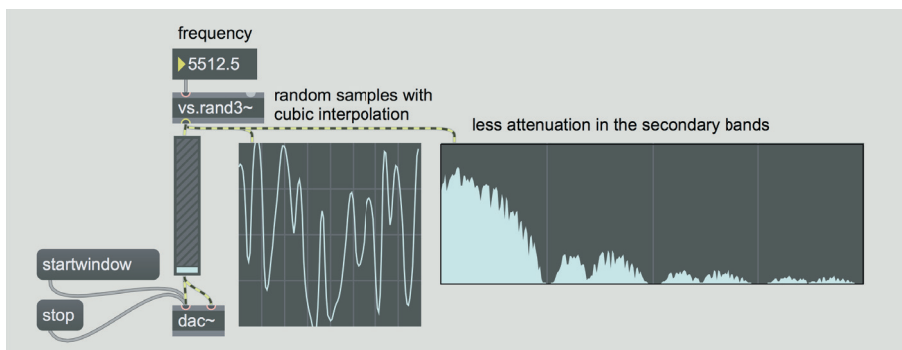 frequency
5512.5
vs.rand3~
random samples with
cubic interpolation
less attenuation in the secondary bands
startwindow
stop
dac~